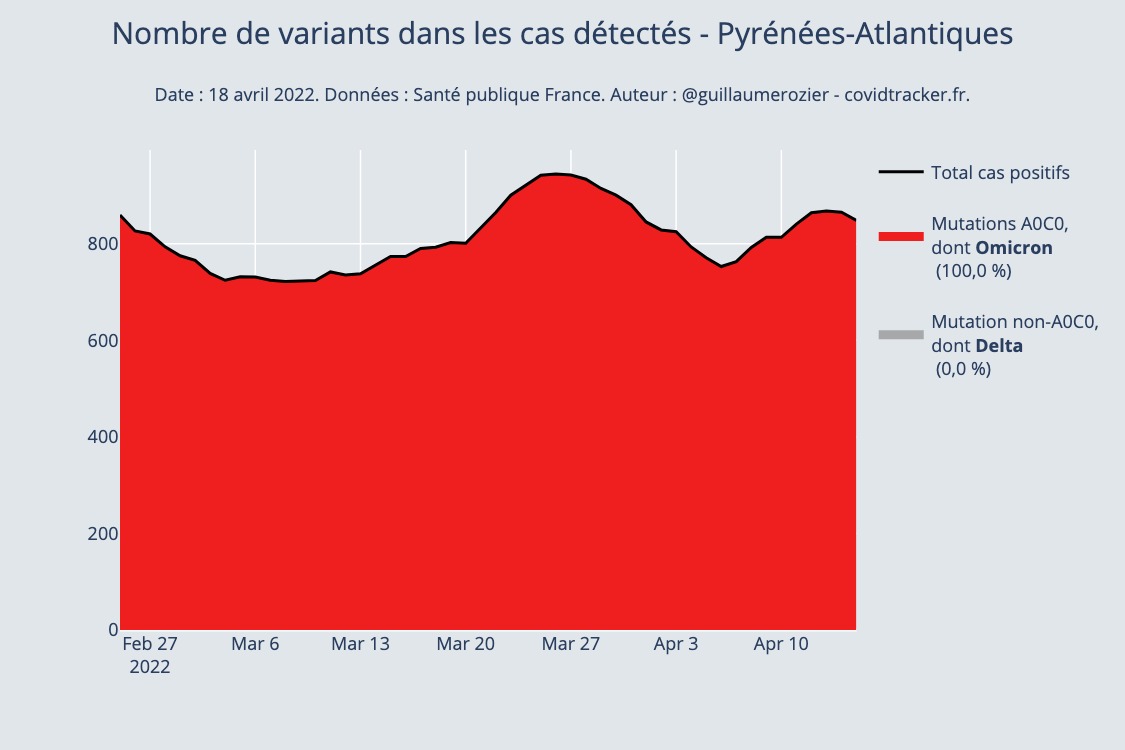 Nombre de variants dans les cas détectés - Pyrénées-Atlantiques
Date : 18 avril 2022. Données : Santé publique France. Auteur : @guillaumerozier - covidtracker.fr.
Total cas positifs
Mutations A0C0,
dont Omicron
(100,0 %)
Mutation non-A0C0,
dont Delta
(0,0 %)
800
600
400
200
0
Feb 27
2022
Mar 6
Mar 13
Mar 20
Mar 27
Apr 3
Apr 10